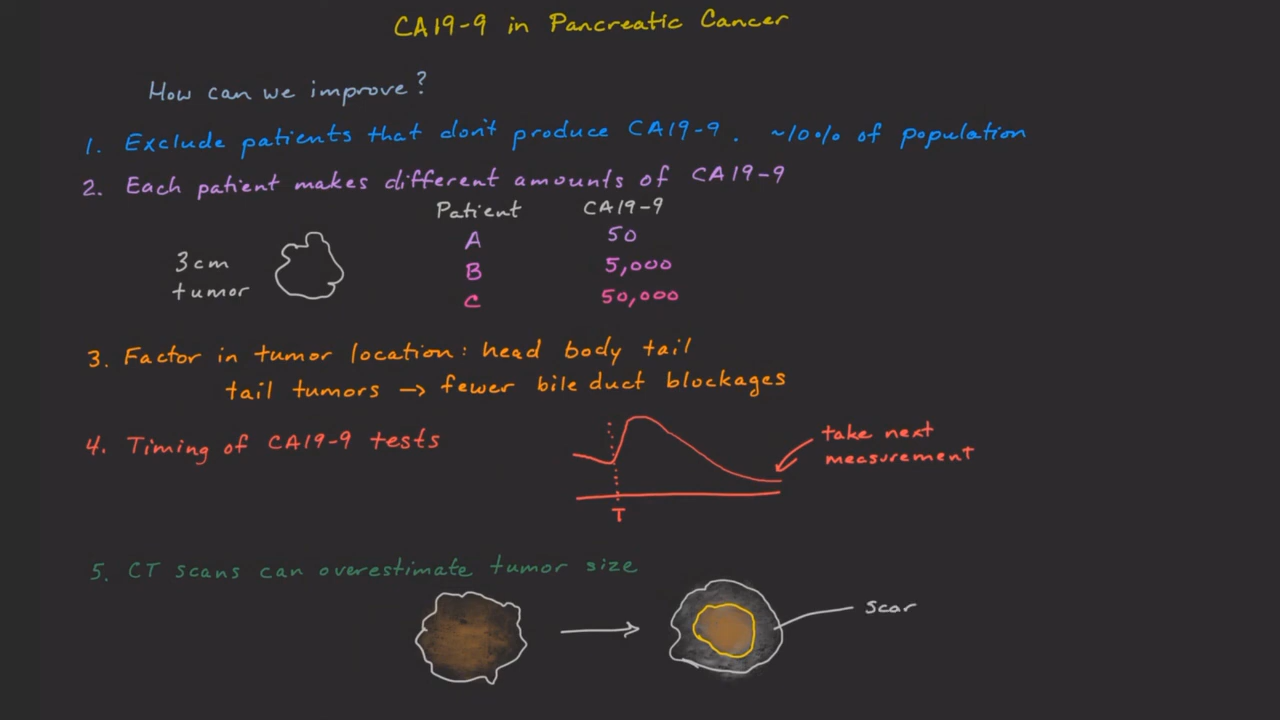 CA19-9 in Pancreatic Cancer
How can we improve?
1. Exclude patients that don't produce CA19-9. ~10% of population
2. Each patient makes different amounts of CA19-9
Patient CA19-9
A 50
B 5,000
C 50,000
3cm
tumor
3. Factor in tumor location: head body tail
tail tumors → fewer bile duct blockages
4. Timing of CA19-9 tests
take next
measurement
T
5. CT scans can overestimate tumor size
scar